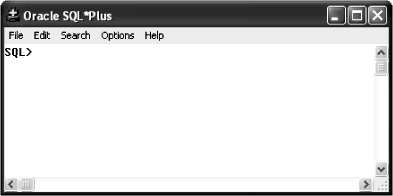 Oracle SQL*Plus
File Edit Search Options Help
SQL>